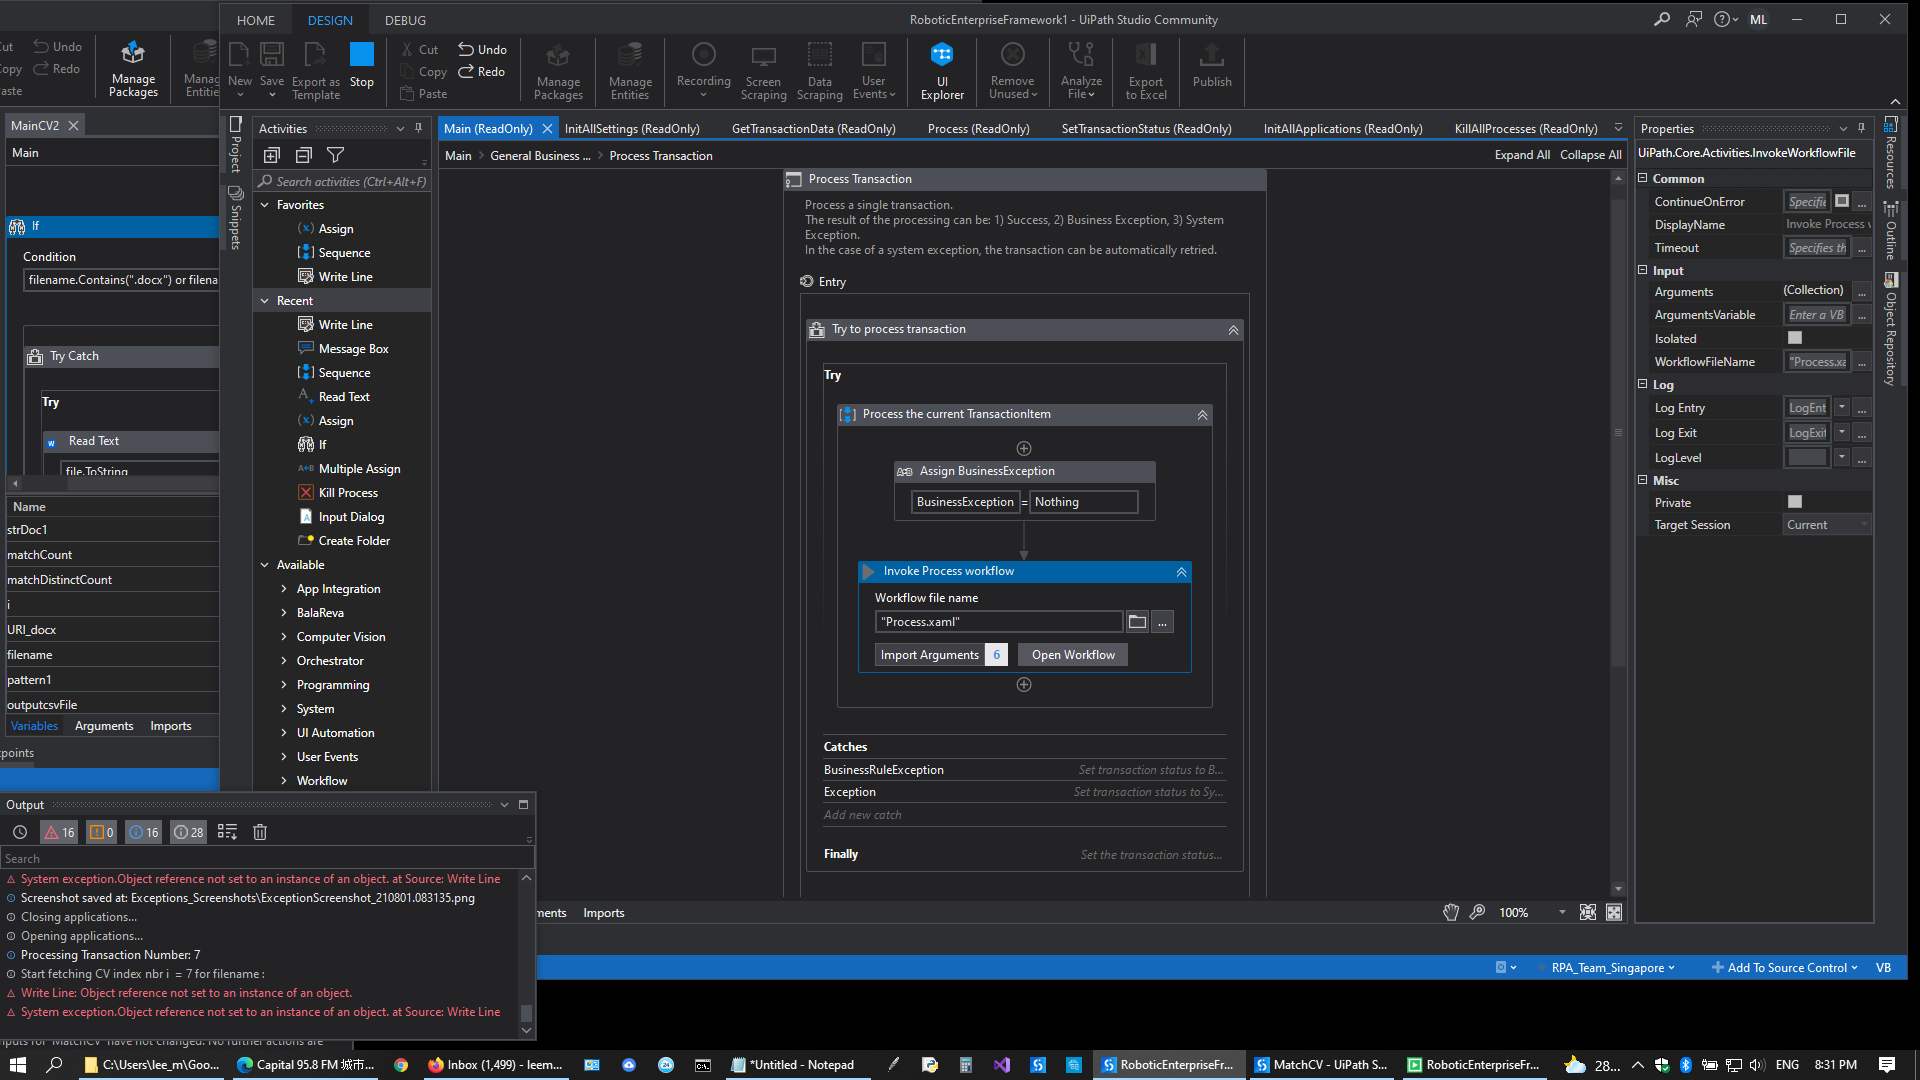 HOME DESIGN DEBUG
RoboticEnterpriseFramework1 - UiPath Studio Community
ML
Undo
Redo
Manage Packages
New
Save
Export as Template
Stop
Cut
Copy
Paste
Undo
Redo
Manage Packages
Manage Entities
Recording
Screen Scraping
Data Scraping
User Events
UI Explorer
Remove Unused
Analyze File
Export to Excel
Publish
MainCV2
Main
If
Condition
filename.Contains(".docx") or filena
Try Catch
Try
Read Text
file.ToString
Name
strDoc1
matchCount
matchDistinctCount
i
URI_docx
filename
pattern1
outputcsvFile
Variables Arguments Imports
Project
Snippets
Activities
Search activities (Ctrl+Alt+F)
Favorites
Assign
Sequence
Write Line
Recent
Write Line
Message Box
Sequence
Read Text
Assign
If
Multiple Assign
Kill Process
Input Dialog
Create Folder
Available
App Integration
BalaReva
Computer Vision
Orchestrator
Programming
System
UI Automation
User Events
Workflow
Main (ReadOnly) InitAllSettings (ReadOnly) GetTransactionData (ReadOnly) Process (ReadOnly) SetTransactionStatus (ReadOnly) InitAllApplications (ReadOnly) KillAllProcesses (ReadOnly)
Main > General Business ... > Process Transaction
Expand All Collapse All
Process Transaction
Process a single transaction.
The result of the processing can be: 1) Success, 2) Business Exception, 3) System
Exception.
In the case of a system exception, the transaction can be automatically retried.
Entry
Try to process transaction
Try
Process the current TransactionItem
Assign BusinessException
BusinessException = Nothing
Invoke Process workflow
Workflow file name
"Process.xaml"
...
Import Arguments 6 Open Workflow
Catches
BusinessRuleException Set transaction status to B...
Exception Set transaction status to Sy...
Add new catch
Finally Set the transaction status...
ments Imports
100%
Properties
UiPath.Core.Activities.InvokeWorkflowFile
Common
ContinueOnError Specifie ...
DisplayName Invoke Process
Timeout Specifies th ...
Input
Arguments (Collection) ...
ArgumentsVariable Enter a VB ...
Isolated
WorkflowFileName "Process.xa ...
Log
Log Entry LogEnt ...
Log Exit LogExit ...
LogLevel ...
Misc
Private
Target Session Current
Resources
Outline
Object Repository
Output
16 0 16 28
Search
System exception.Object reference not set to an instance of an object. at Source: Write Line
Screenshot saved at: Exceptions_Screenshots\ExceptionScreenshot_210801.083135.png
Closing applications...
Opening applications...
Processing Transaction Number: 7
Start fetching CV index nbr i = 7 for filename :
Write Line: Object reference not set to an instance of an object.
System exception.Object reference not set to an instance of an object. at Source: Write Line
RPA_Team_Singapore Add To Source Control VB
C:\Users\lee_m\Goo...
Capital 95.8 FM 城市...
Inbox (1,499) - leem...
*Untitled - Notepad
RoboticEnterpriseFr...
MatchCV - UiPath S...
RoboticEnterpriseFr...
28...
ENG
8:31 PM